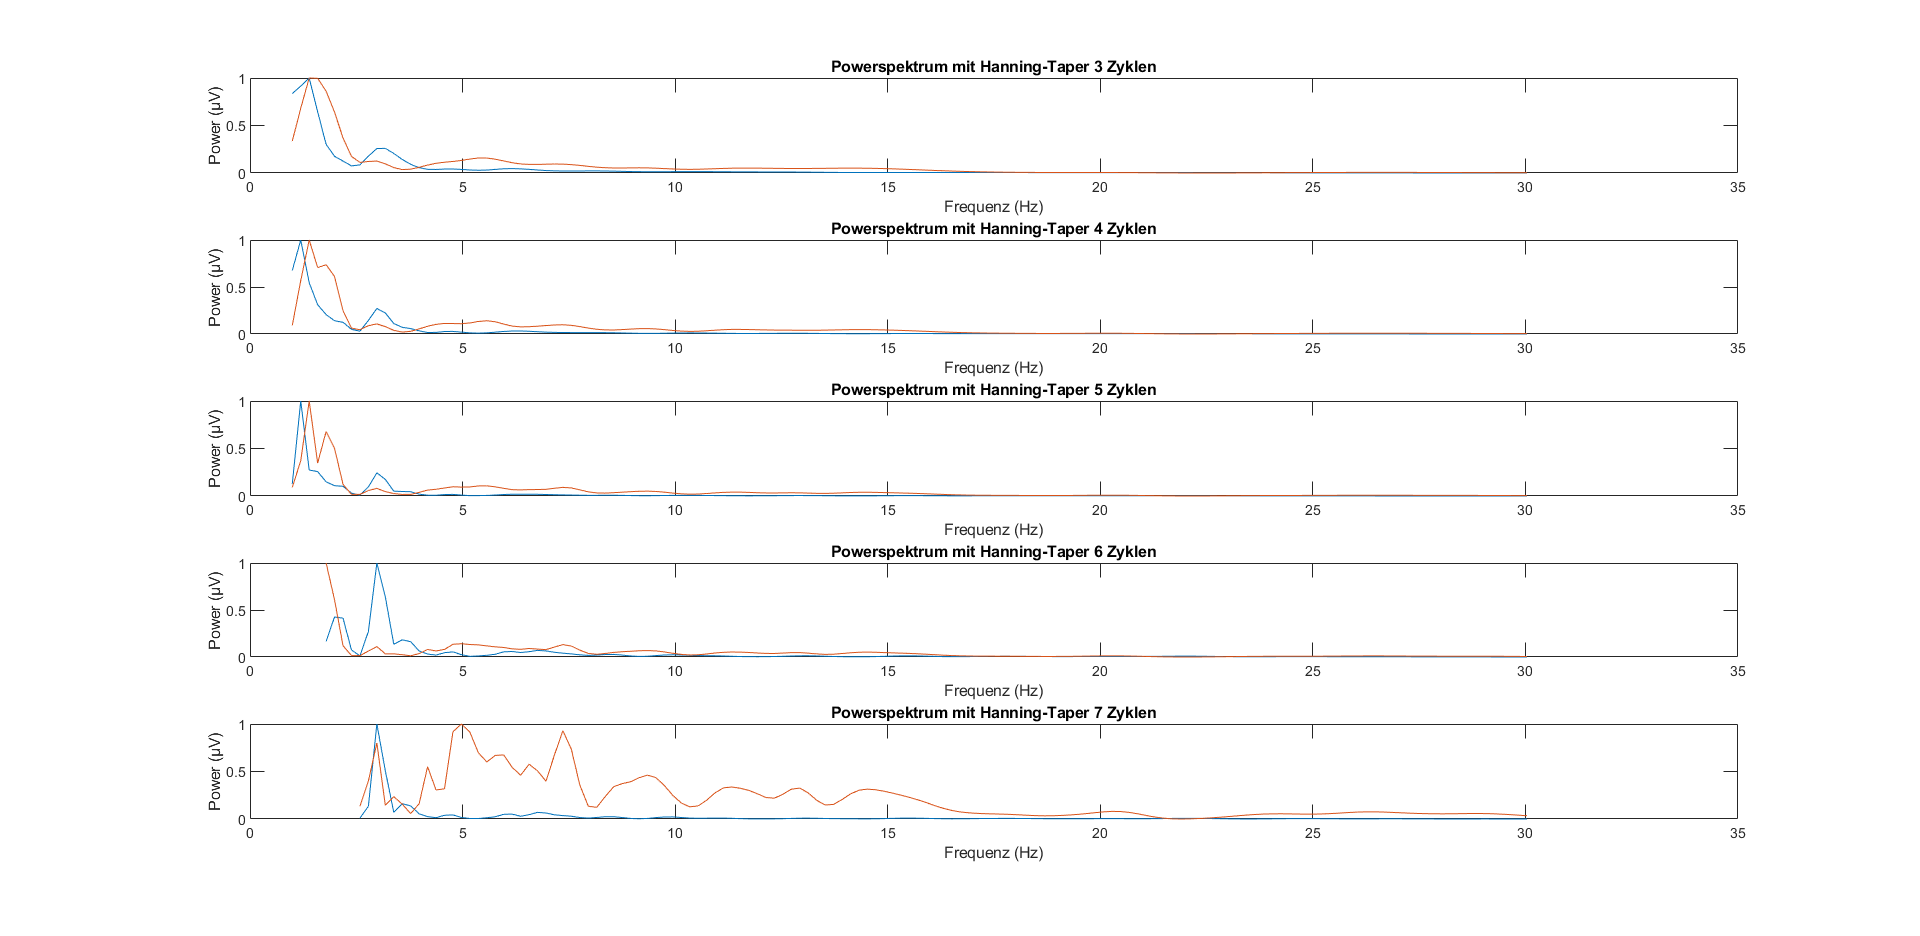 Powerspektrum mit Hanning-Taper 3 Zyklen
Power (µV)
1
0.5
0
0 5 10 15 20 25 30 35
Frequenz (Hz)
Powerspektrum mit Hanning-Taper 4 Zyklen
Power (µV)
1
0.5
0
0 5 10 15 20 25 30 35
Frequenz (Hz)
Powerspektrum mit Hanning-Taper 5 Zyklen
Power (µV)
1
0.5
0
0 5 10 15 20 25 30 35
Frequenz (Hz)
Powerspektrum mit Hanning-Taper 6 Zyklen
Power (µV)
1
0.5
0
0 5 10 15 20 25 30 35
Frequenz (Hz)
Powerspektrum mit Hanning-Taper 7 Zyklen
Power (µV)
1
0.5
0
0 5 10 15 20 25 30 35
Frequenz (Hz)